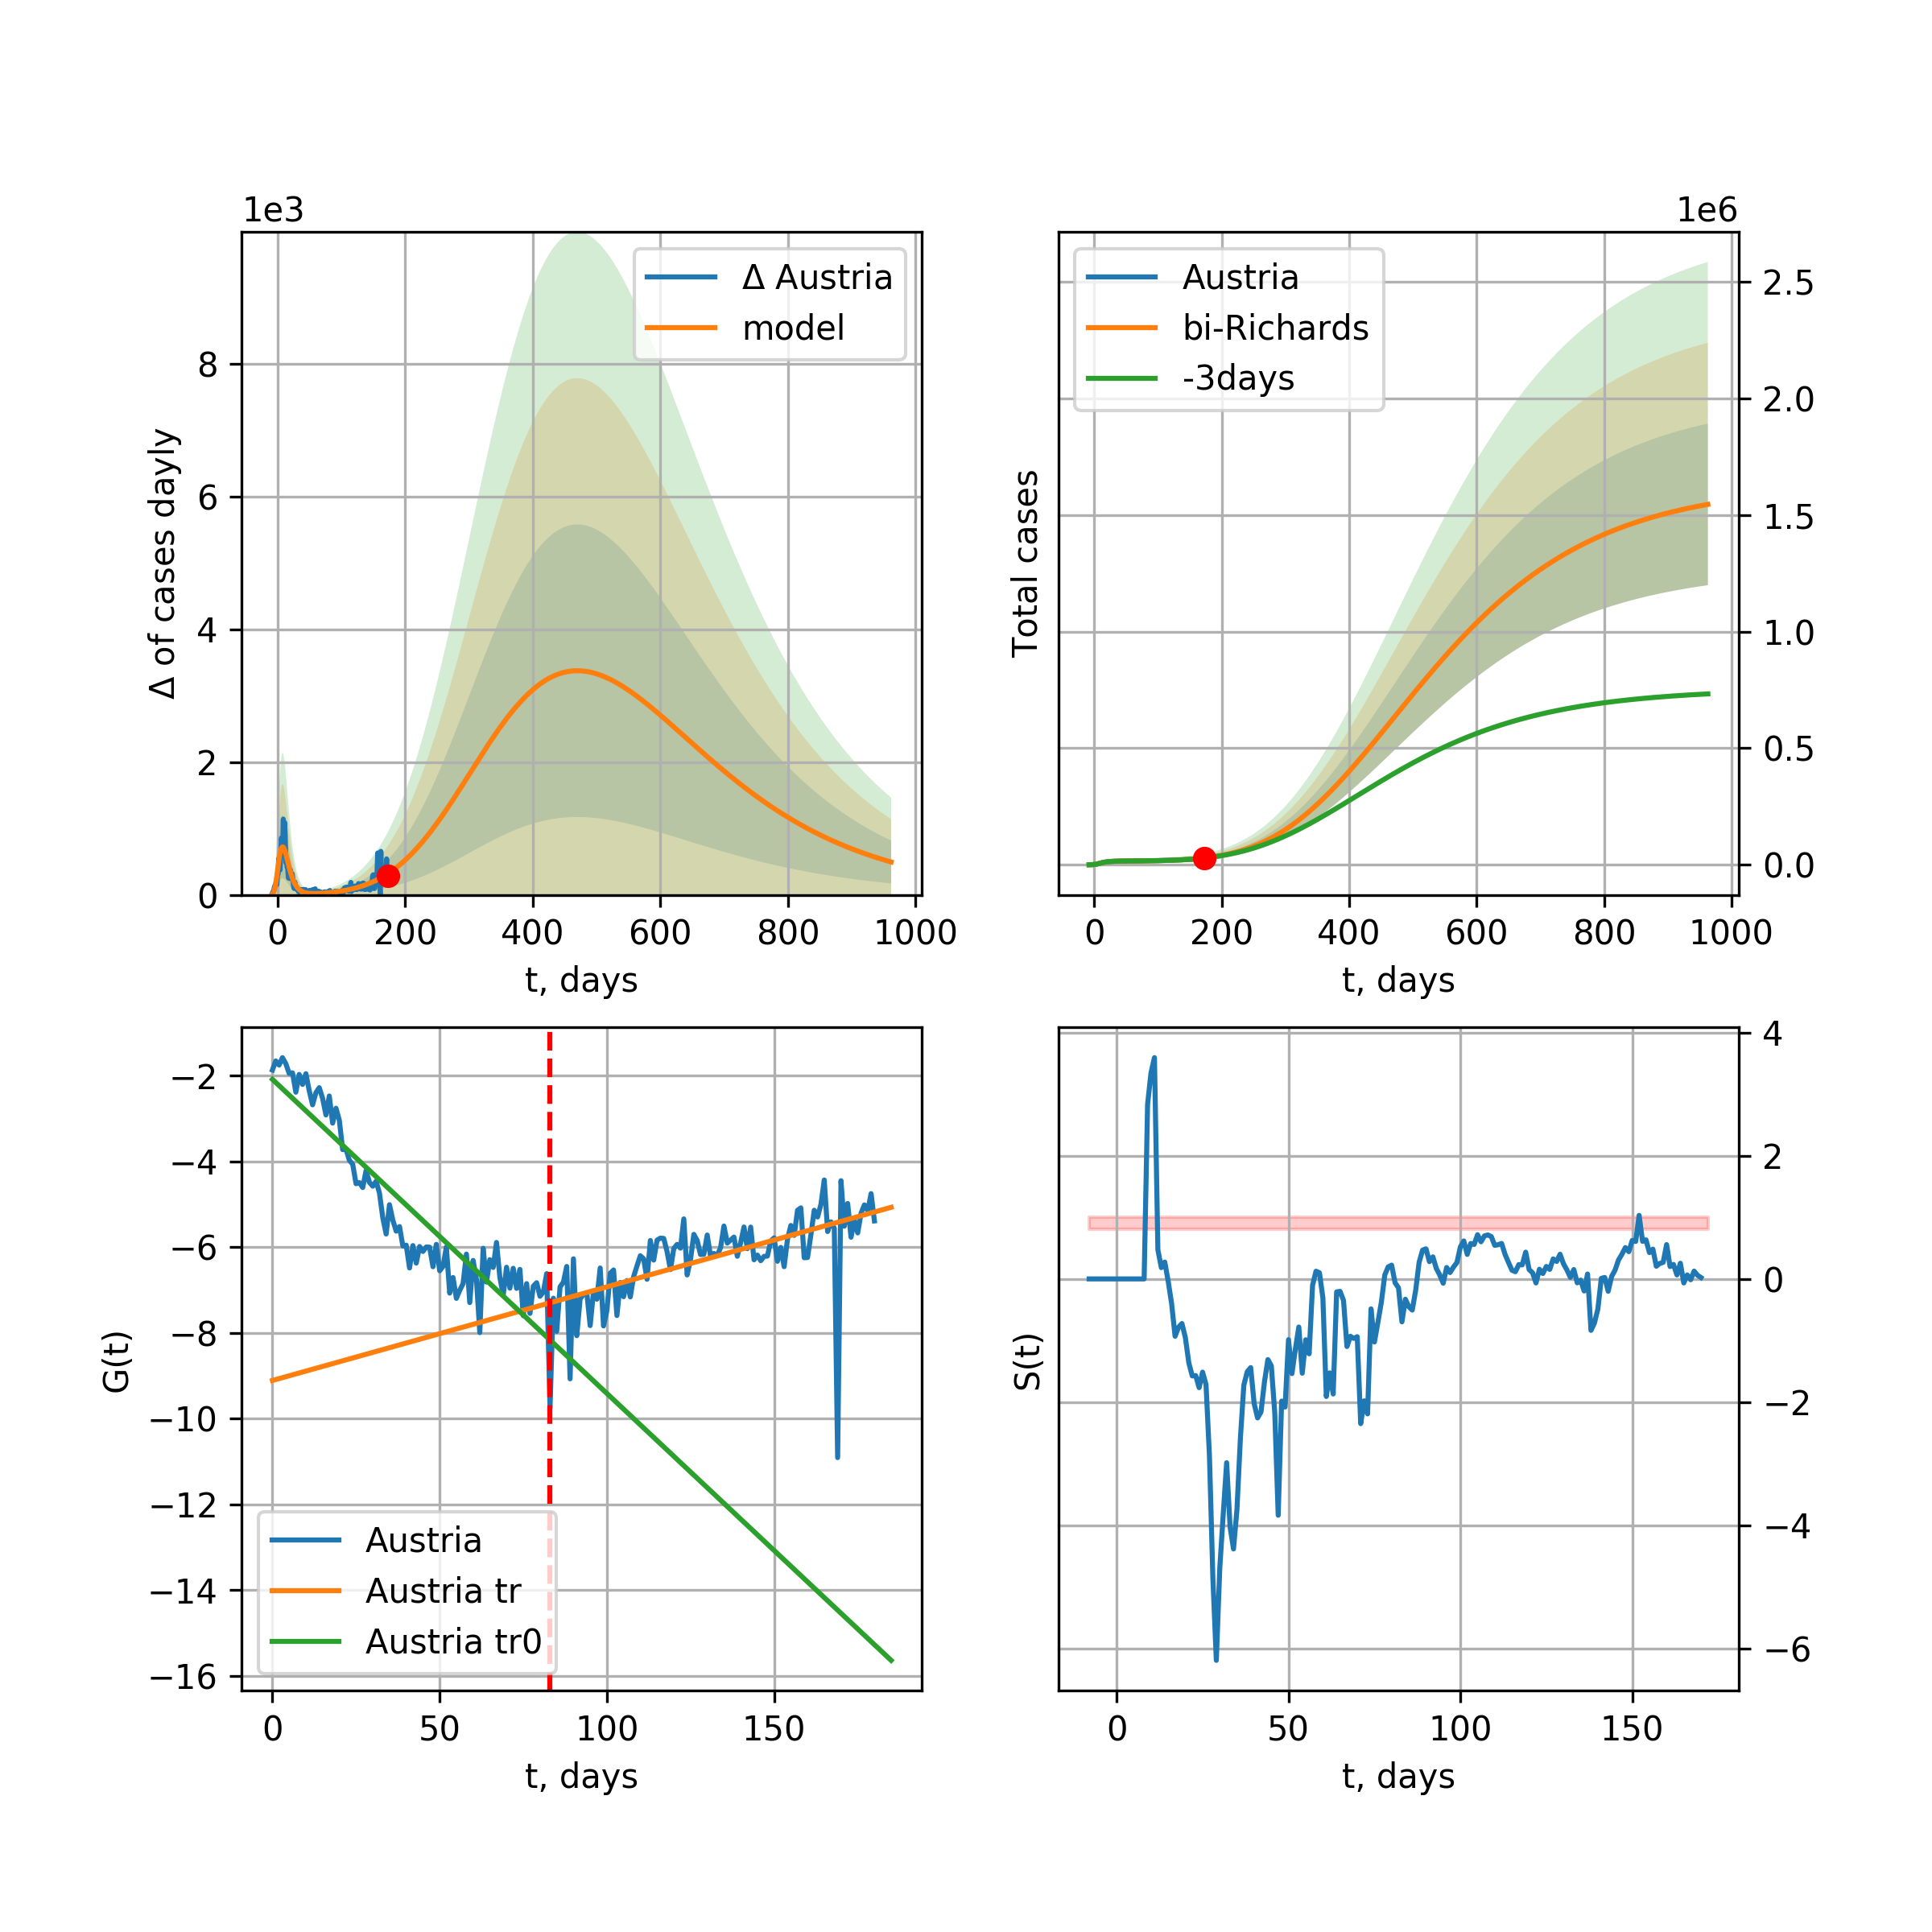 1e3
Δ of cases dayly
8
6
4
2
0
0 200 400 600 800 1000
t, days
Δ Austria
model
1e6
Total cases
2.5
2.0
1.5
1.0
0.5
0.0
0 200 400 600 800 1000
t, days
Austria
bi-Richards
-3days
G(t)
−2
−4
−6
−8
−10
−12
−14
−16
0 50 100 150
t, days
Austria
Austria tr
Austria tr0
S(t)
4
2
0
−2
−4
−6
0 50 100 150
t, days